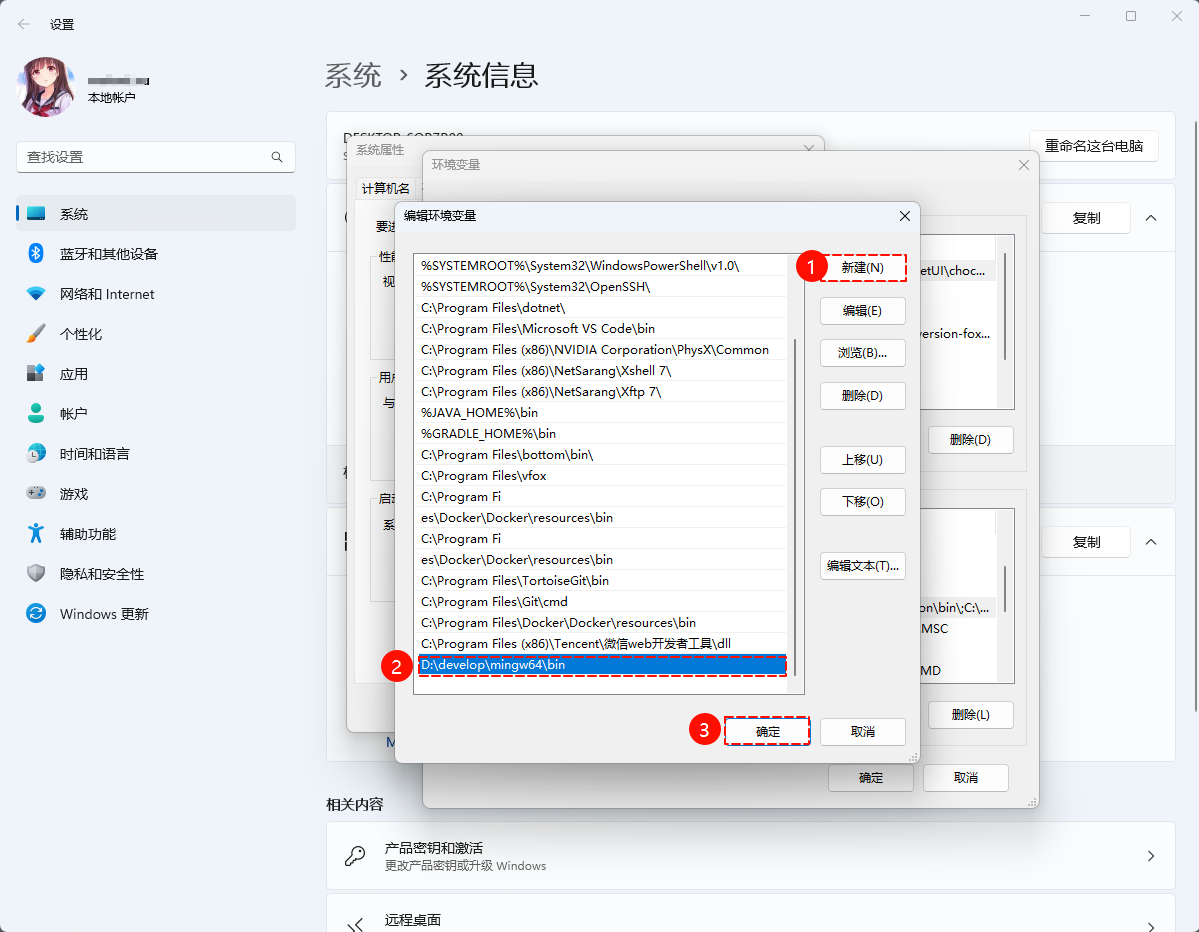 设置
本地帐户
查找设置
系统
蓝牙和其他设备
网络和 Internet
个性化
应用
帐户
时间和语言
游戏
辅助功能
隐私和安全性
Windows 更新
系统 › 系统信息
重命名这台电脑
复制
复制
系统属性
计算机名
环境变量
etUI\choc...
ersion-fox...
删除(D)
on\bin\;C:\...
MSC
MD
删除(L)
确定
取消
编辑环境变量
%SYSTEMROOT%\System32\WindowsPowerShell\v1.0\
%SYSTEMROOT%\System32\OpenSSH\
C:\Program Files\dotnet\
C:\Program Files\Microsoft VS Code\bin
C:\Program Files (x86)\NVIDIA Corporation\PhysX\Common
C:\Program Files (x86)\NetSarang\Xshell 7\
C:\Program Files (x86)\NetSarang\Xftp 7\
%JAVA_HOME%\bin
%GRADLE_HOME%\bin
C:\Program Files\bottom\bin\
C:\Program Files\vfox
C:\Program Fi
es\Docker\Docker\resources\bin
C:\Program Fi
es\Docker\Docker\resources\bin
C:\Program Files\TortoiseGit\bin
C:\Program Files\Git\cmd
C:\Program Files\Docker\Docker\resources\bin
C:\Program Files (x86)\Tencent\微信web开发者工具\dll
2 D:\develop\mingw64\bin
1 新建(N)
编辑(E)
浏览(B)...
删除(D)
上移(U)
下移(O)
编辑文本(T)...
3 确定
取消
相关内容
产品密钥和激活
更改产品密钥或升级 Windows
远程桌面